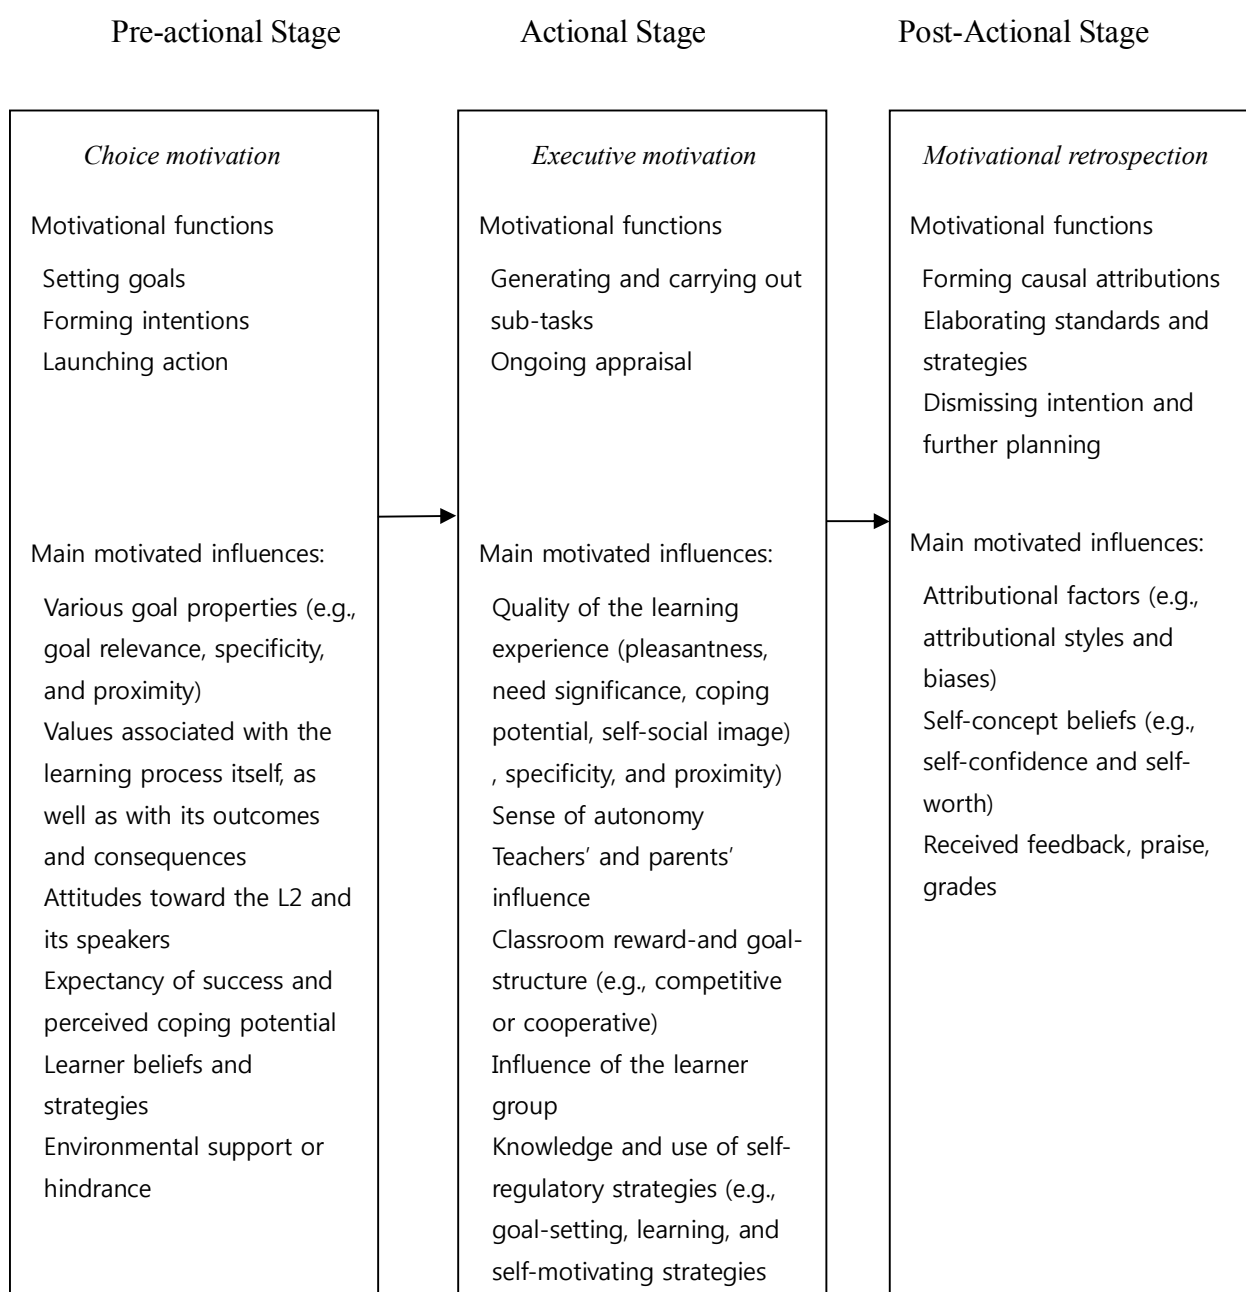 Pre-actional Stage
Actional Stage
Post-Actional Stage
Choice motivation
Motivational functions
Setting goals
Forming intentions
Launching action
Main motivated influences:
Various goal properties (e.g.,
goal relevance, specificity,
and proximity)
Values associated with the
learning process itself, as
well as with its outcomes
and consequences
Attitudes toward the L2 and
its speakers
Expectancy of success and
perceived coping potential
Learner beliefs and
strategies
Environmental support or
hindrance
Executive motivation
Motivational functions
Generating and carrying out
sub-tasks
Ongoing appraisal
Main motivated influences:
Quality of the learning
experience (pleasantness,
need significance, coping
potential, self-social image)
, specificity, and proximity)
Sense of autonomy
Teachers’ and parents’
influence
Classroom reward-and goal-
structure (e.g., competitive
or cooperative)
Influence of the learner
group
Knowledge and use of self-
regulatory strategies (e.g.,
goal-setting, learning, and
self-motivating strategies
Motivational retrospection
Motivational functions
Forming causal attributions
Elaborating standards and
strategies
Dismissing intention and
further planning
Main motivated influences:
Attributional factors (e.g.,
attributional styles and
biases)
Self-concept beliefs (e.g.,
self-confidence and self-
worth)
Received feedback, praise,
grades